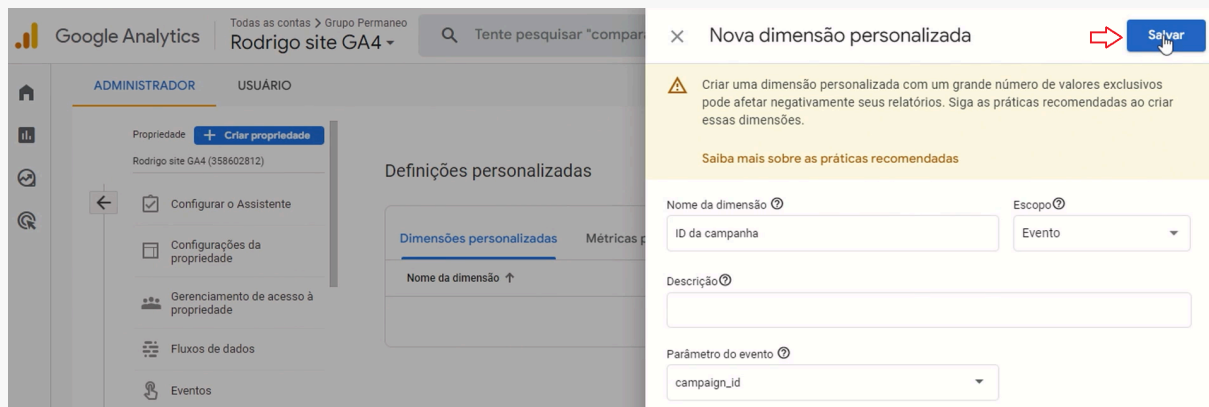 Google Analytics
Todas as contas > Grupo Permaneo
Rodrigo site GA4
Tente pesquisar "compar
ADMINISTRADOR
USUÁRIO
Propriedade
+ Criar propriedade
Rodrigo site GA4 (358602812)
Configurar o Assistente
Configurações da
propriedade
Gerenciamento de acesso à
propriedade
Fluxos de dados
Eventos
Definições personalizadas
Dimensões personalizadas
Métricas p
Nome da dimensão ↑
Nova dimensão personalizada
Salvar
Criar uma dimensão personalizada com um grande número de valores exclusivos
pode afetar negativamente seus relatórios. Siga as práticas recomendadas ao criar
essas dimensões.
Saiba mais sobre as práticas recomendadas
Nome da dimensão
Escopo
ID da campanha
Evento
Descrição
Parâmetro do evento
campaign_id